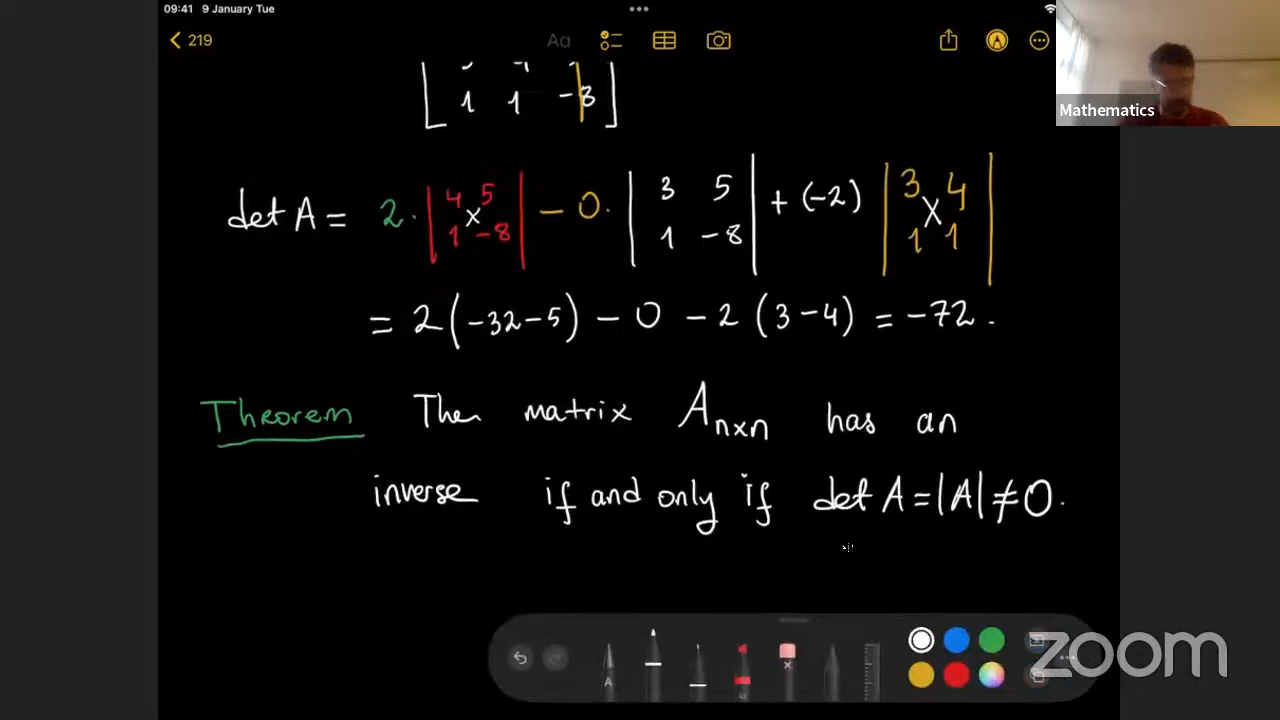 09:41 9 January Tue
219
Aa
Mathematics
1 1 -8
det A = 2 · | 4 5 | - 0 · | 3 5 | + (-2) | 3 4 |
1 -8 1 -8 1 1
= 2 (-32-5) - 0 - 2 (3-4) = -72 .
Theorem The matrix Anxn has an
inverse if and only if det A = |A| ≠ 0.
zoom